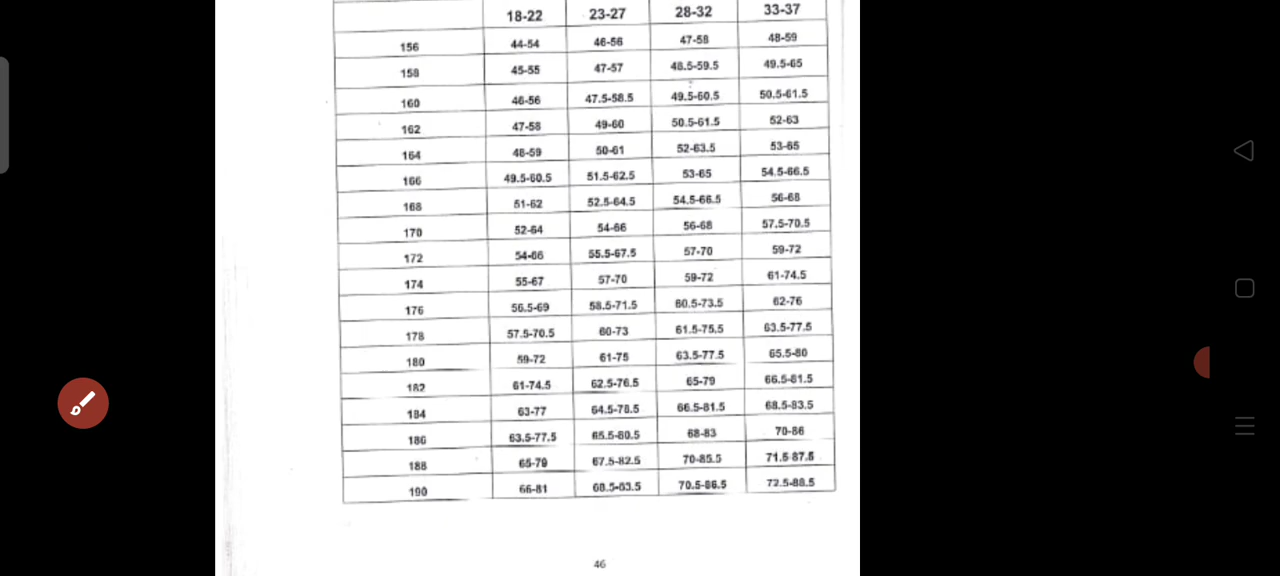 18-22 23-27 28-32 33-37
156 44-54 46-56 47-58 48-59
158 45-55 47-57 48.5-59.5 49.5-65
160 46-56 47.5-58.5 49.5-60.5 50.5-61.5
162 47-58 49-60 50.5-61.5 52-63
164 48-59 50-61 52-63.5 53-65
166 49.5-60.5 51.5-62.5 53-65 54.5-66.5
168 51-62 52.5-64.5 54.5-66.5 56-68
170 52-64 54-66 56-68 57.5-70.5
172 54-66 55.5-67.5 57-70 59-72
174 55-67 57-70 59-72 61-74.5
176 56.5-69 58.5-71.5 60.5-73.5 62-76
178 57.5-70.5 60-73 61.5-75.5 63.5-77.5
180 59-72 61-75 63.5-77.5 65.5-80
182 61-74.5 62.5-76.5 65-79 66.5-81.5
184 63-77 64.5-78.5 66.5-81.5 68.5-83.5
186 63.5-77.5 65.5-80.5 68-83 70-86
188 65-79 67.5-82.5 70-85.5 71.5-87.5
190 66-81 68.5-83.5 70.5-86.5 72.5-88.5
46